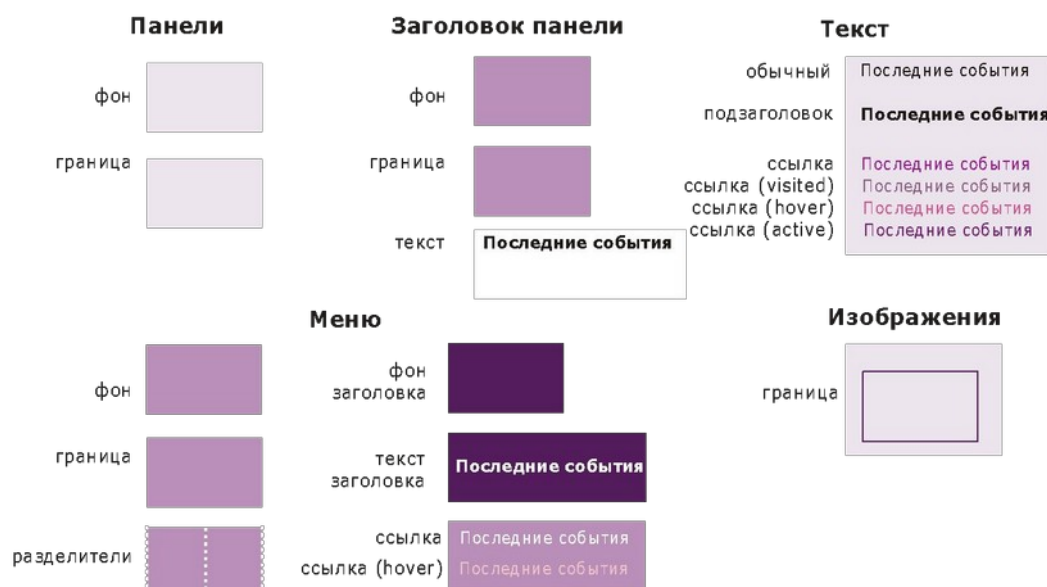 Панели
фон
граница
Заголовок панели
фон
граница
текст
Последние события
Текст
обычный
Последние события
подзаголовок
Последние события
ссылка
Последние события
ссылка (visited)
Последние события
ссылка (hover)
Последние события
ссылка (active)
Последние события
Меню
фон
граница
разделители
фон
заголовка
текст
заголовка
Последние события
ссылка
Последние события
ссылка (hover)
Последние события
Изображения
граница